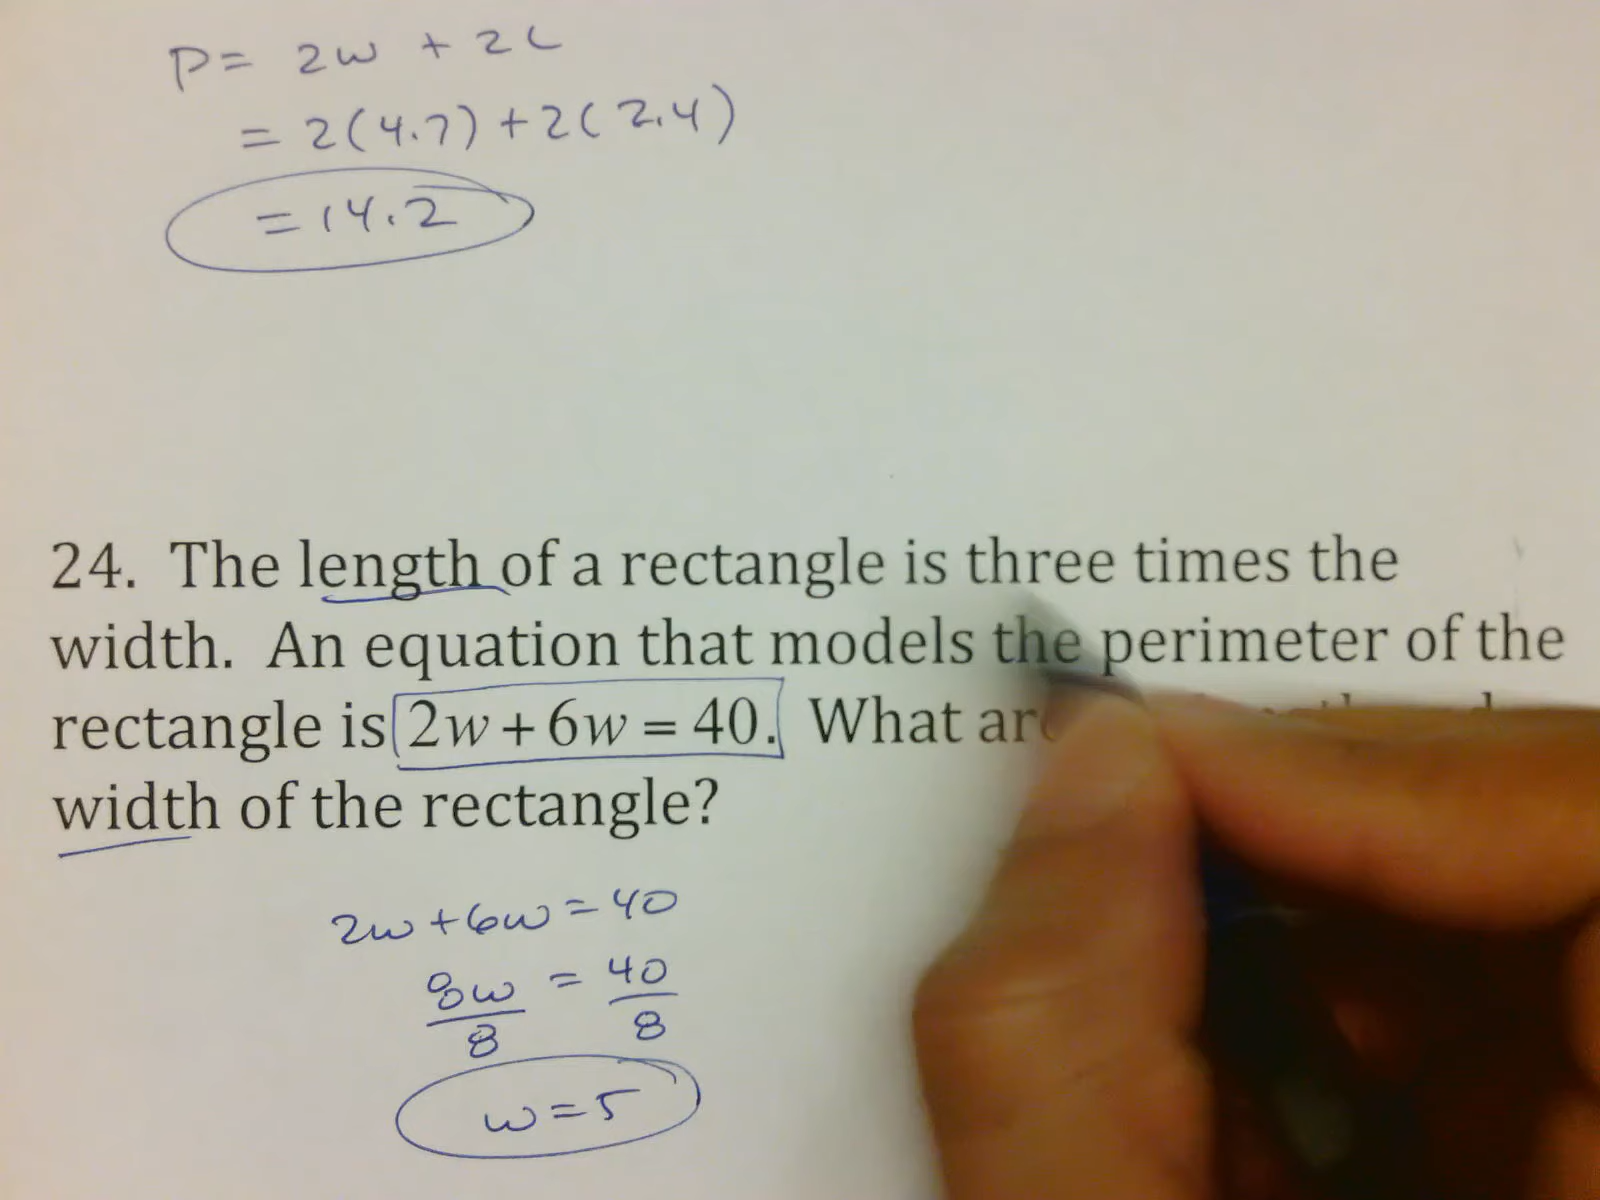 P= 2w + 2L
= 2(4.7)+2(2.4)
=14.2
24. The length of a rectangle is three times the
width. An equation that models the perimeter of the
rectangle is 2w + 6w = 40. What are
width of the rectangle?
2w+6w=40
8w = 40
8 8
w=5